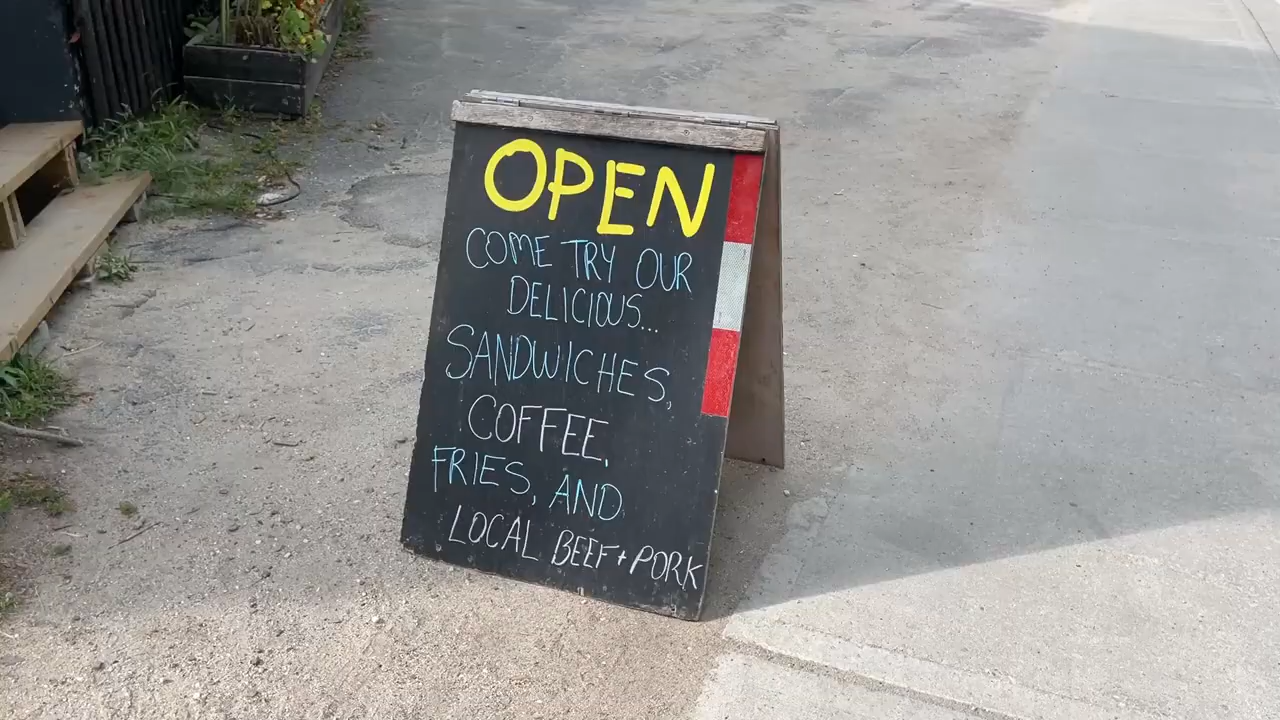 OPEN
COME TRY OUR
DELICIOUS...
SANDWICHES,
COFFEE,
FRIES, AND
LOCAL BEEF + PORK